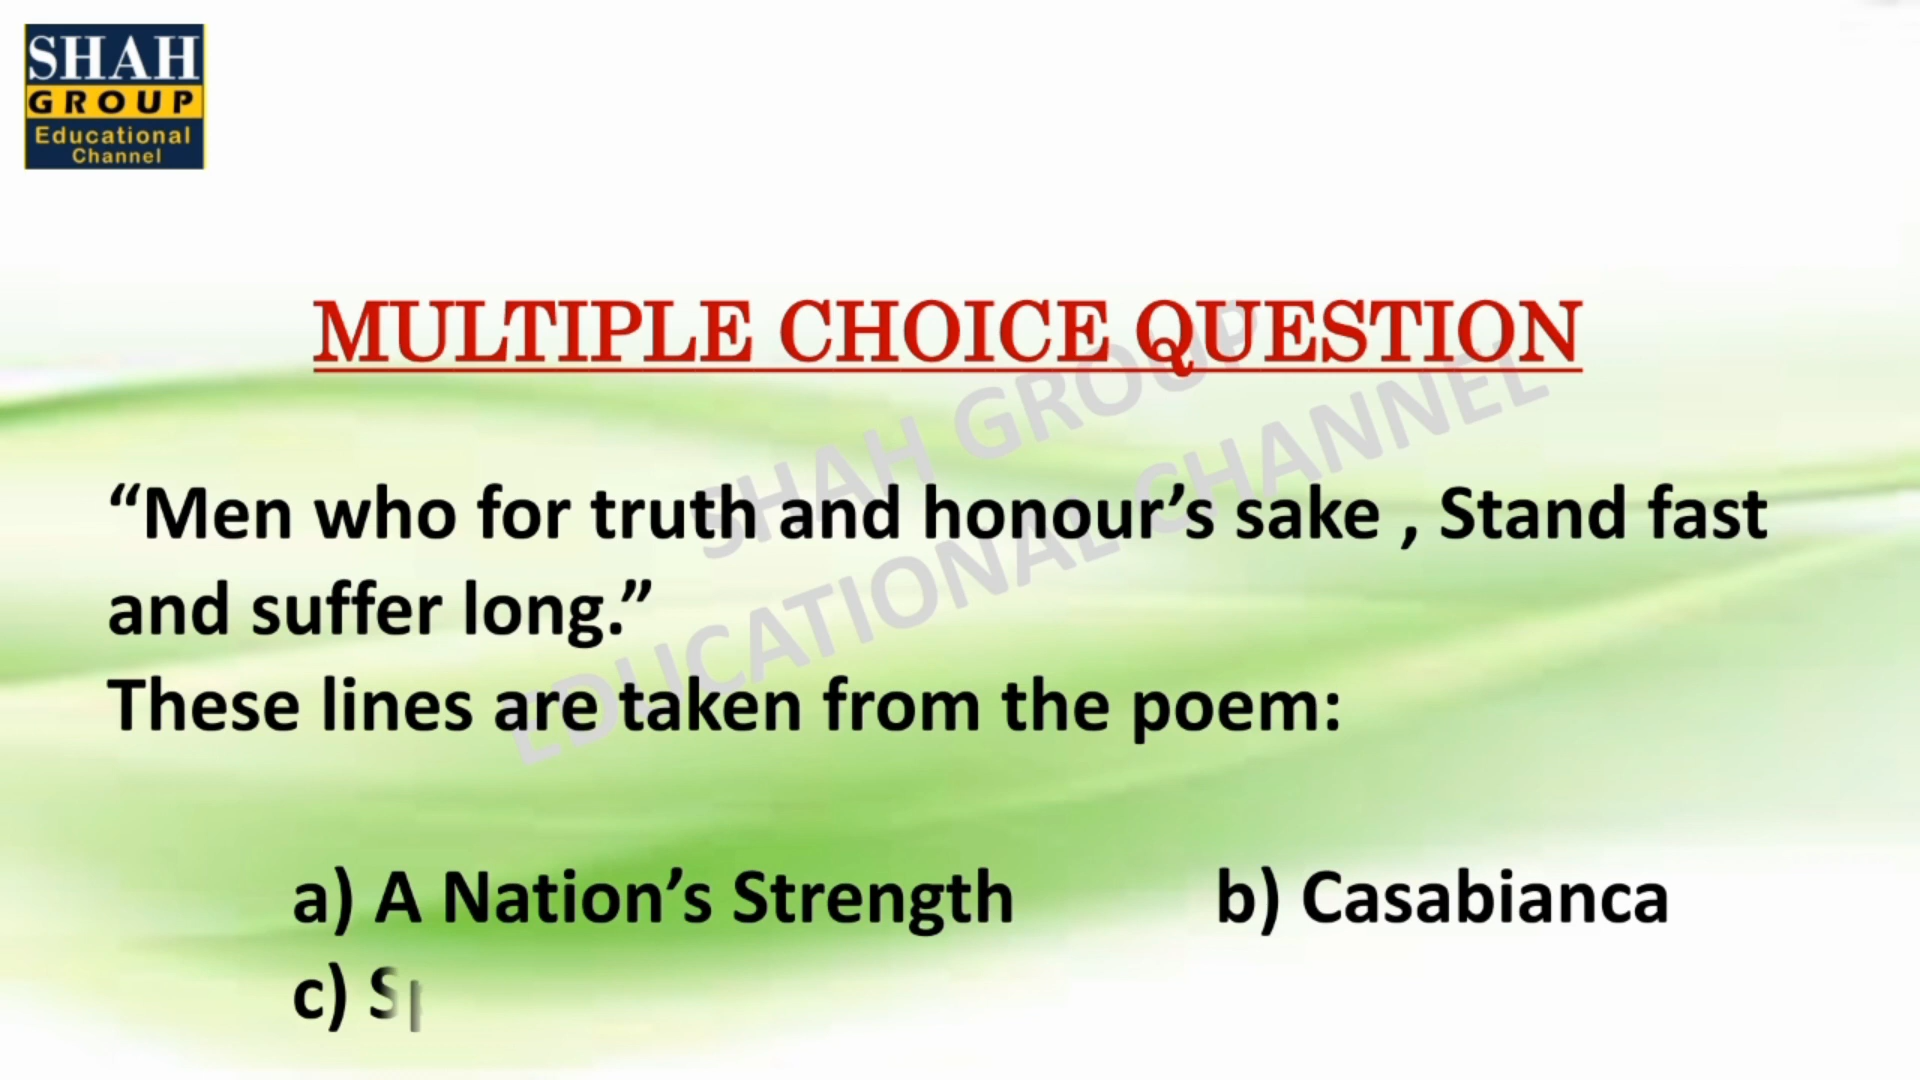 SHAH
GROUP
Educational
Channel
MULTIPLE CHOICE QUESTION
SHAH GROUP
EDUCATIONAL CHANNEL
“Men who for truth and honour’s sake , Stand fast
and suffer long.”
These lines are taken from the poem:
a) A Nation’s Strength b) Casabianca
c)